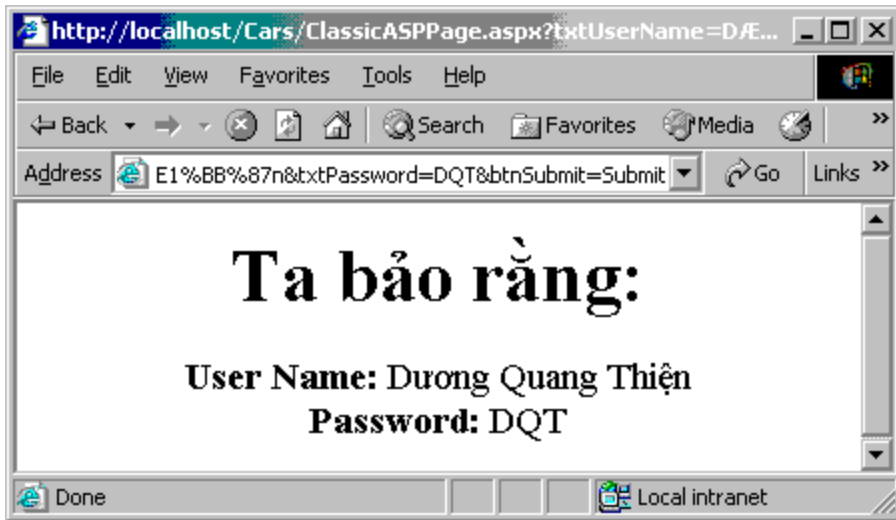 http://localhost/Cars/ClassicASPPage.aspx?txtUserName=DÆ...
File Edit View Favorites Tools Help
Back Search Favorites Media »
Address E1%BB%87n&txtPassword=DQT&btnSubmit=Submit Go Links »
Ta bảo rằng:
User Name: Dương Quang Thiện
Password: DQT
Done Local intranet